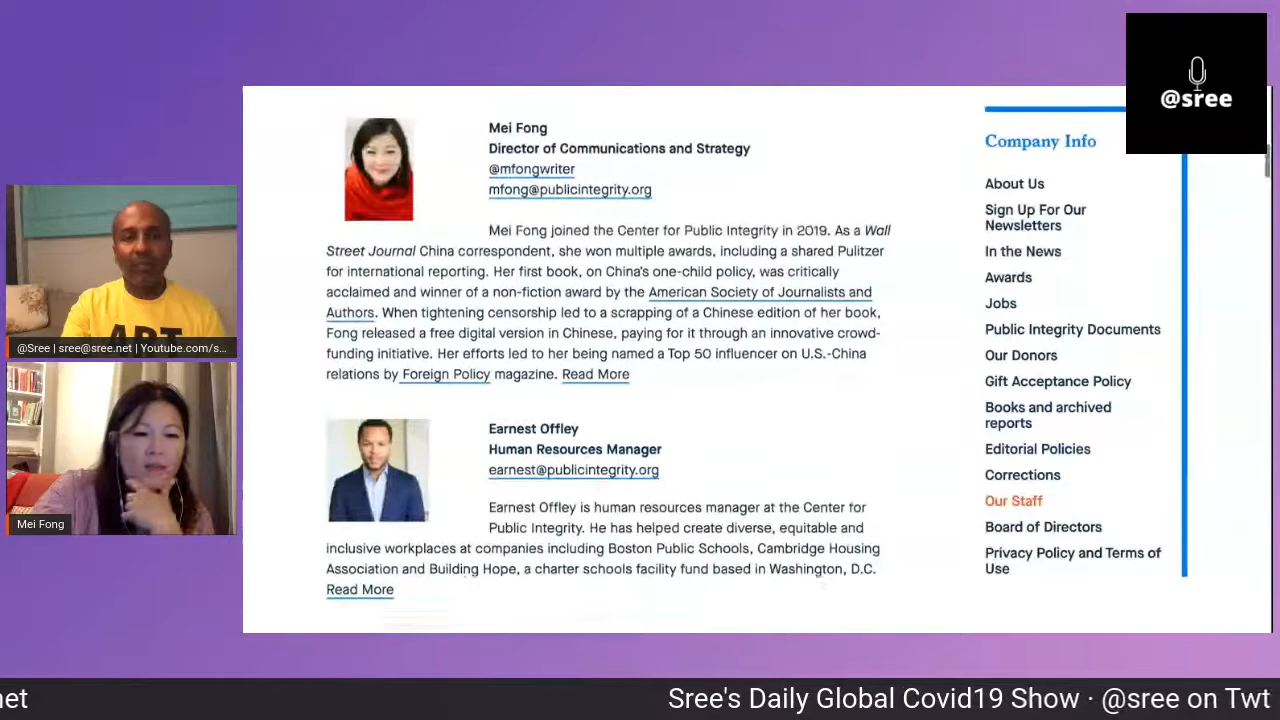 @sree
Mei Fong
Director of Communications and Strategy
@mfongwriter
mfong@publicintegrity.org
Mei Fong joined the Center for Public Integrity in 2019. As a Wall
Street Journal China correspondent, she won multiple awards, including a shared Pulitzer
for international reporting. Her first book, on China's one-child policy, was critically
acclaimed and winner of a non-fiction award by the American Society of Journalists and
Authors. When tightening censorship led to a scrapping of a Chinese edition of her book,
Fong released a free digital version in Chinese, paying for it through an innovative crowd-
funding initiative. Her efforts led to her being named a Top 50 influencer on U.S.-China
relations by Foreign Policy magazine. Read More
Earnest Offley
Human Resources Manager
earnest@publicintegrity.org
Earnest Offley is human resources manager at the Center for
Public Integrity. He has helped create diverse, equitable and
inclusive workplaces at companies including Boston Public Schools, Cambridge Housing
Association and Building Hope, a charter schools facility fund based in Washington, D.C.
Read More
Company Info
About Us
Sign Up For Our
Newsletters
In the News
Awards
Jobs
Public Integrity Documents
Our Donors
Gift Acceptance Policy
Books and archived
reports
Editorial Policies
Corrections
Our Staff
Board of Directors
Privacy Policy and Terms of
Use
@Sree | sree@sree.net | Youtube.com/s...
Mei Fong
net
Sree's Daily Global Covid19 Show · @sree on Twt